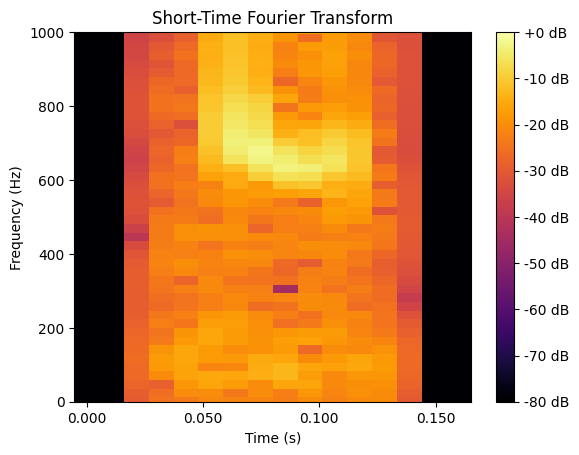 Short-Time Fourier Transform
Frequency (Hz)
1000
800
600
400
200
0
0.000
0.050
0.100
0.150
Time (s)
+0 dB
-10 dB
-20 dB
-30 dB
-40 dB
-50 dB
-60 dB
-70 dB
-80 dB